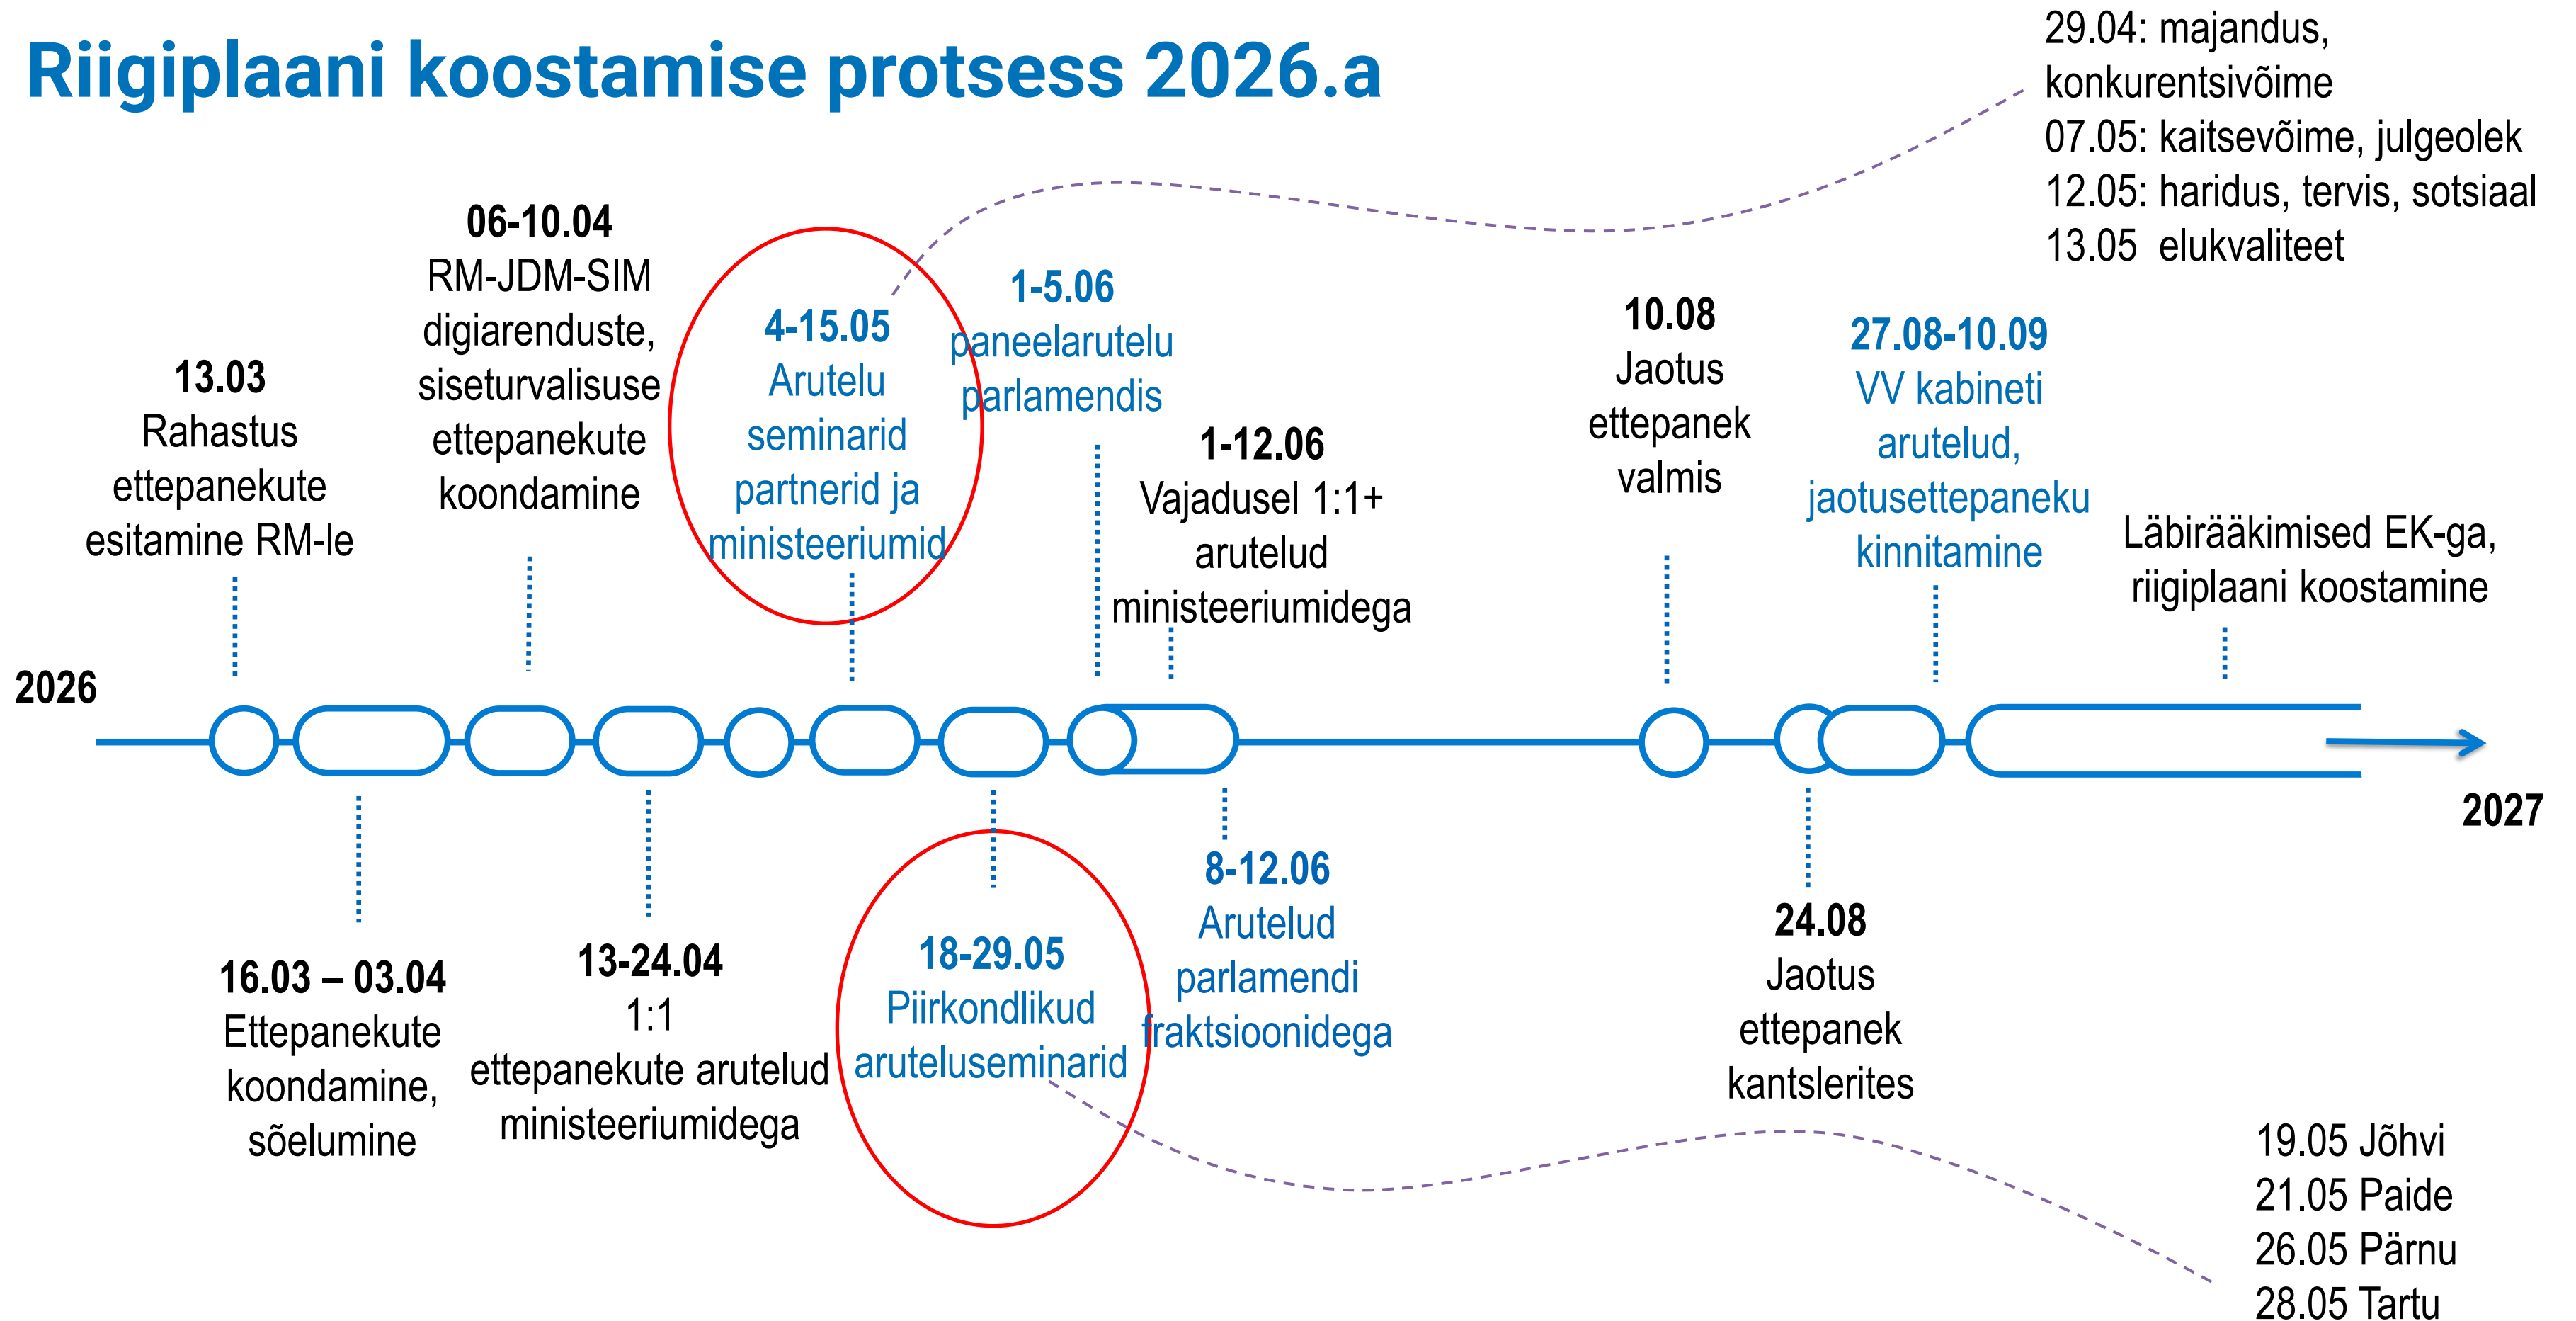 Riigiplaani koostamise protsess 2026.a
29.04: majandus,
konkurentsivõime
07.05: kaitsevõime, julgeolek
12.05: haridus, tervis, sotsiaal
13.05 elukvaliteet
13.03
Rahastus
ettepanekute
esitamine RM-le
06-10.04
RM-JDM-SIM
digiarenduste,
siseturvalisuse
ettepanekute
koondamine
4-15.05
Arutelu
seminarid
partnerid ja
ministeeriumid
1-5.06
paneelarutelu
parlamendis
1-12.06
Vajadusel 1:1+
arutelud
ministeeriumidega
10.08
Jaotus
ettepanek
valmis
27.08-10.09
VV kabineti
arutelud,
jaotusettepaneku
kinnitamine
Läbirääkimised EK-ga,
riigiplaani koostamine
2026
2027
16.03 – 03.04
Ettepanekute
koondamine,
sõelumine
13-24.04
1:1
ettepanekute arutelud
ministeeriumidega
18-29.05
Piirkondlikud
aruteluseminarid
8-12.06
Arutelud
parlamendi
fraktsioonidega
24.08
Jaotus
ettepanek
kantslerites
19.05 Jõhvi
21.05 Paide
26.05 Pärnu
28.05 Tartu